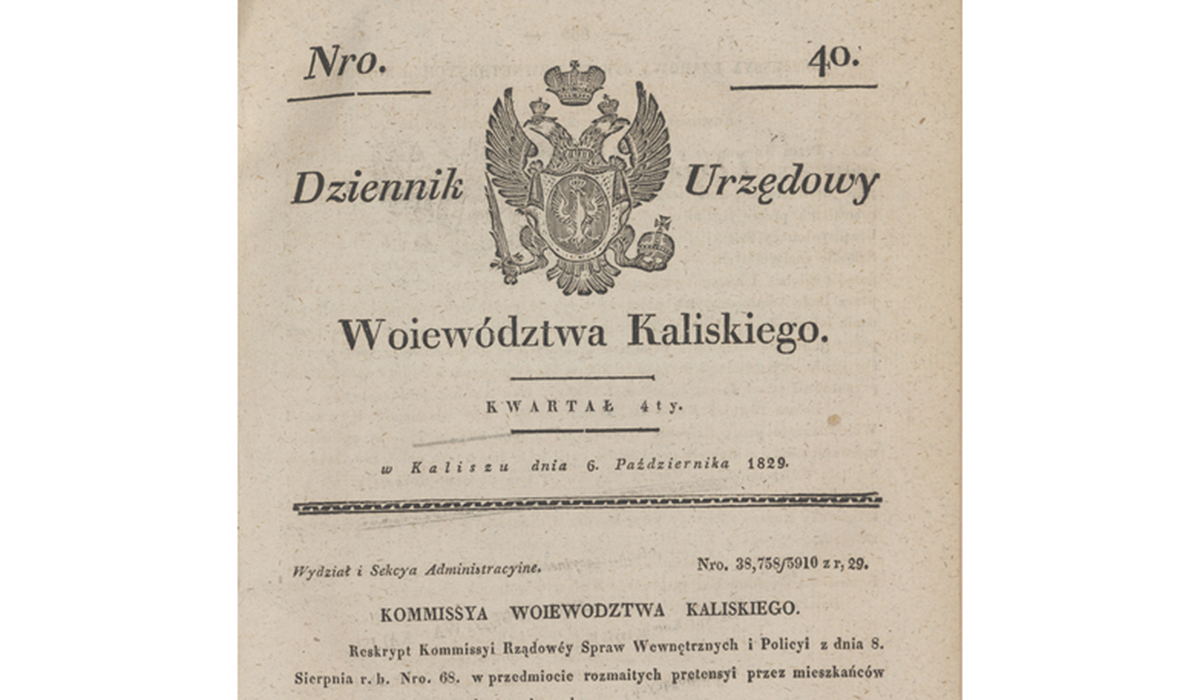 Nro. 40.
Dziennik Urzędowy
Woiewództwa Kaliskiego.
KWARTAŁ 4ty.
w Kaliszu dnia 6. Października 1829.
Wydział i Sekcya Administracyine. Nro. 38,758/5910 z r, 29.
KOMMISSYA WOIEWODZTWA KALISKIEGO.
Reskrypt Kommissyi Rządowéy Spraw Wewnętrznych i Policyi z dnia 8.
Sierpnia r. b. Nro. 68. w przedmiocie rozmaitych pretensyi przez mieszkańców